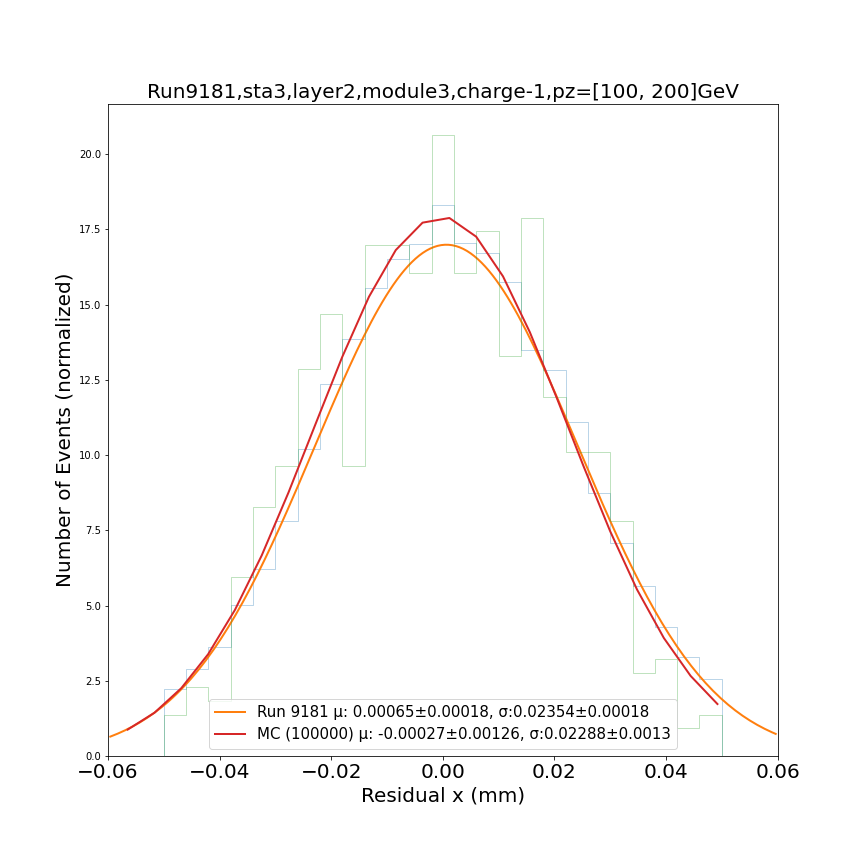 Run9181,sta3,layer2,module3,charge-1,pz=[100, 200]GeV
Number of Events (normalized)
20.0
17.5
15.0
12.5
10.0
7.5
5.0
2.5
0.0
Run 9181 μ: 0.00065±0.00018, σ:0.02354±0.00018
MC (100000) μ: -0.00027±0.00126, σ:0.02288±0.0013
−0.06 −0.04 −0.02 0.00 0.02 0.04 0.06
Residual x (mm)